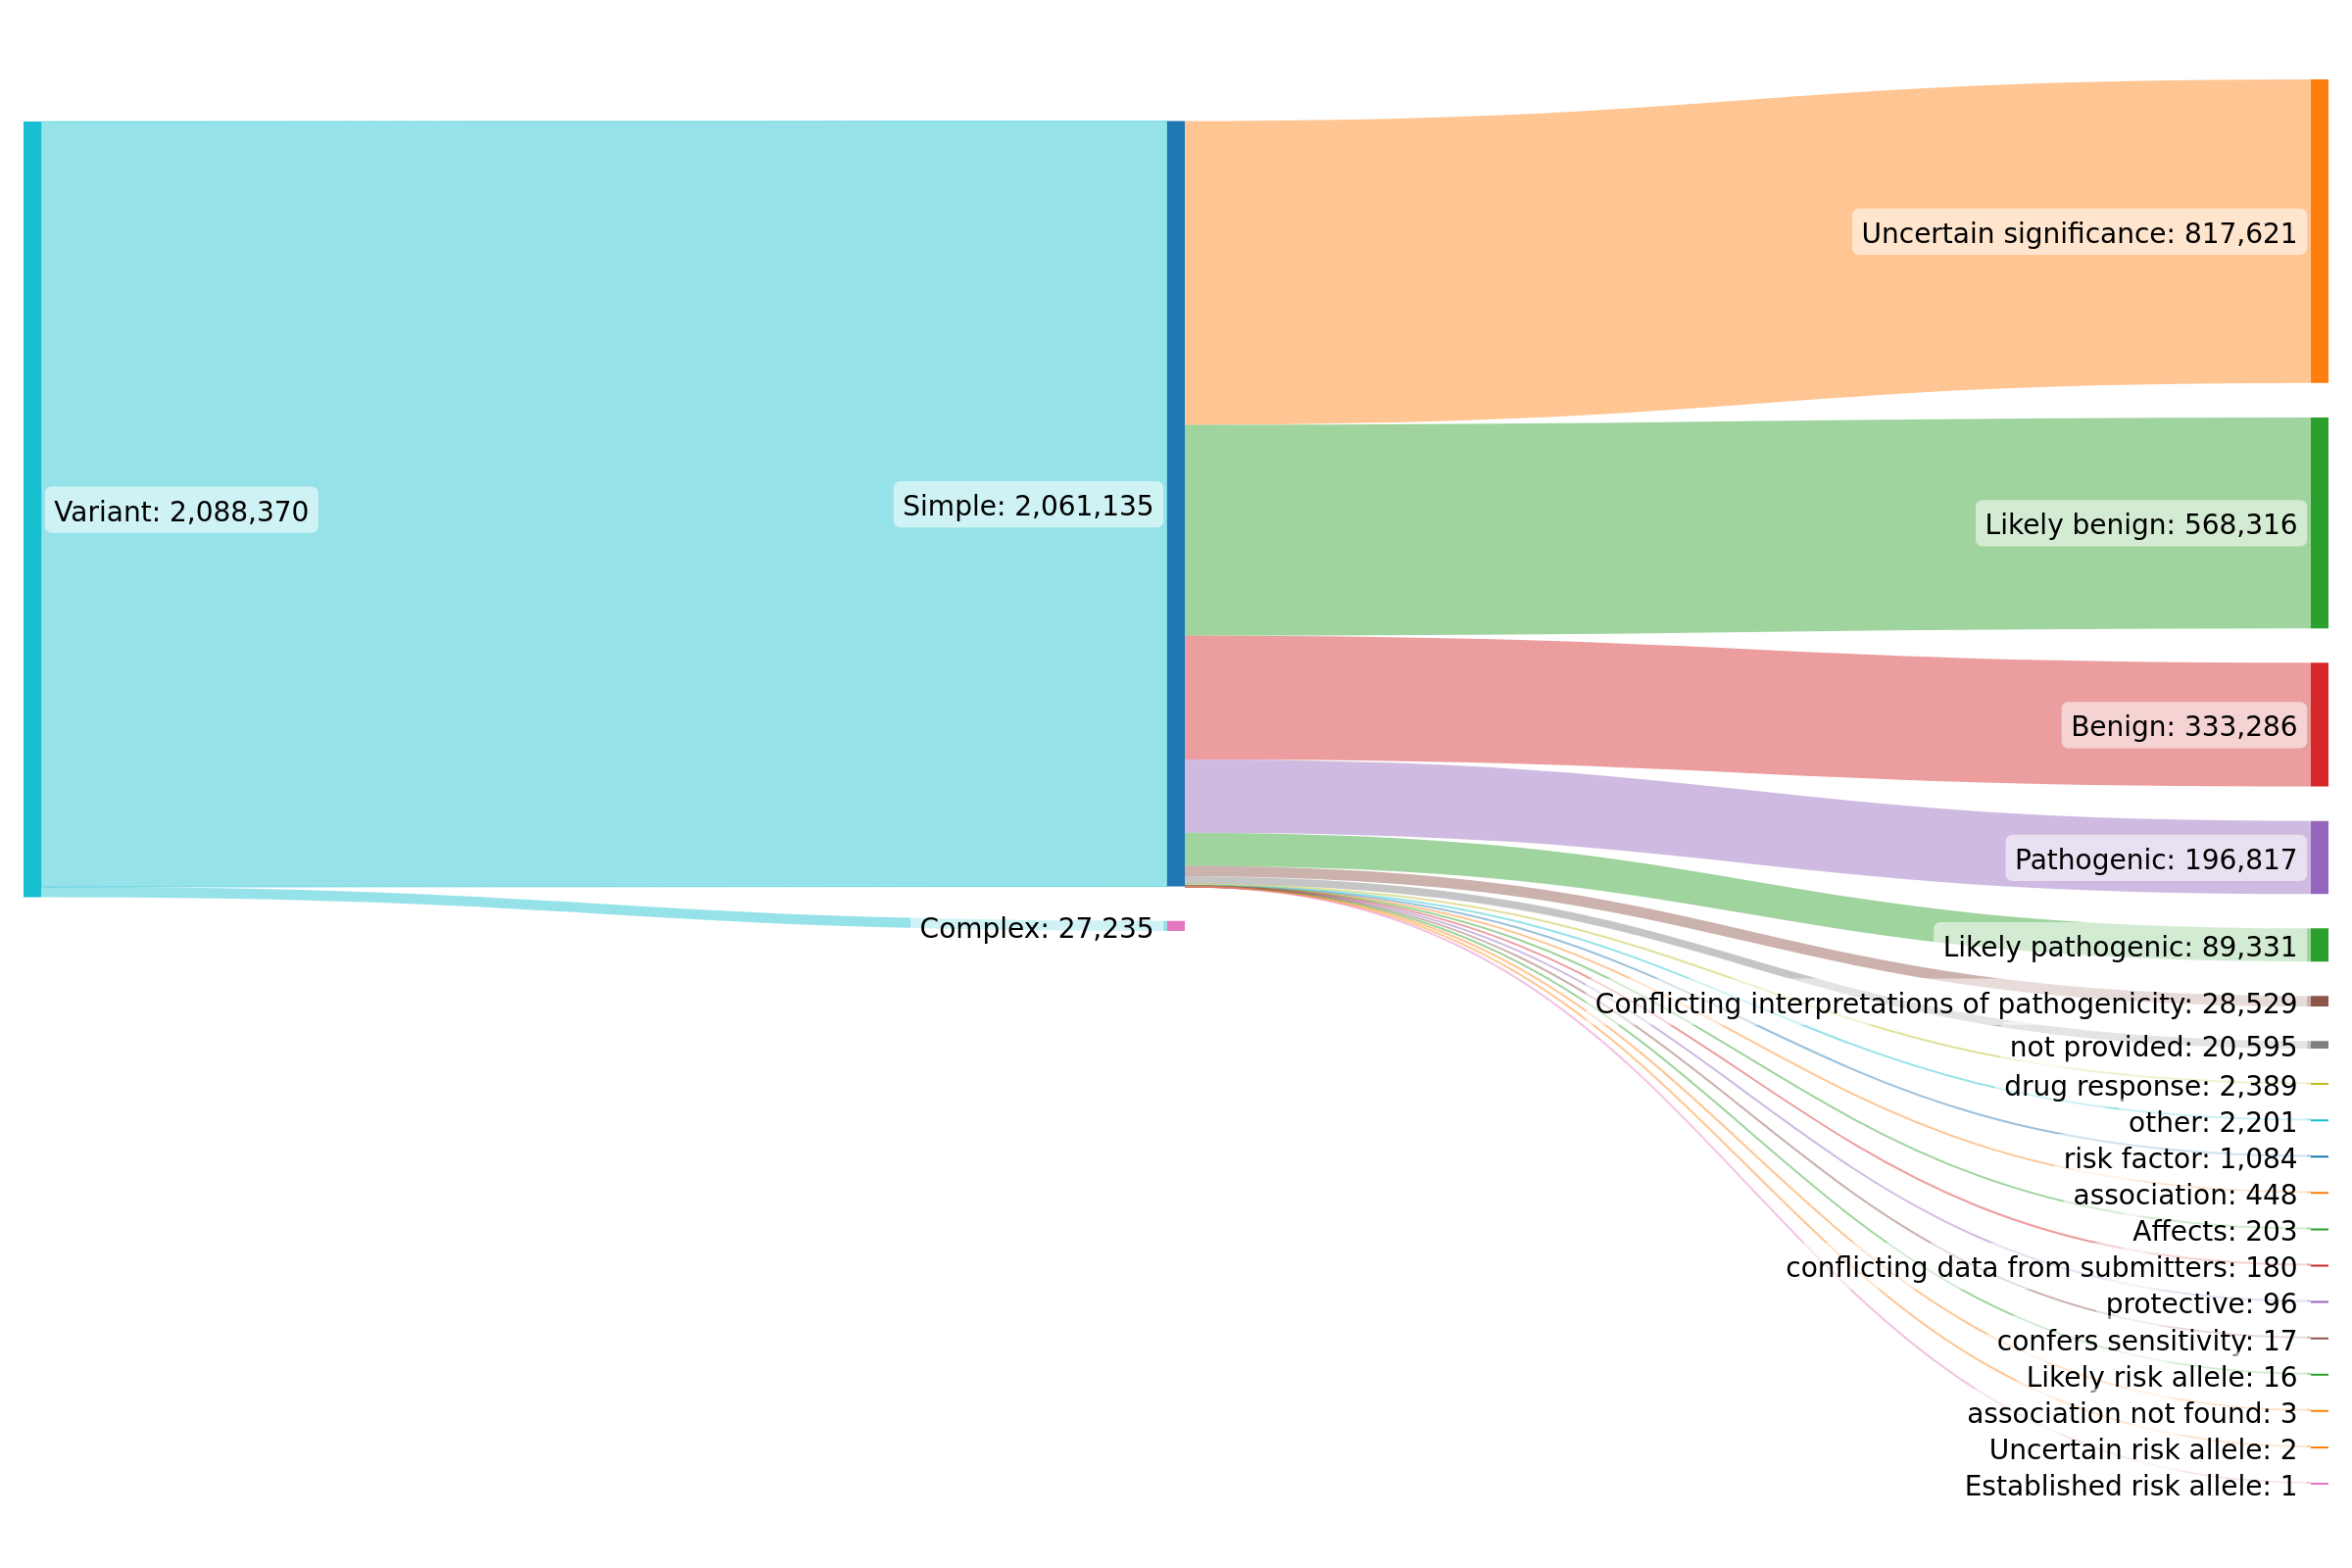 Variant: 2,088,370
Simple: 2,061,135
Complex: 27,235
Uncertain significance: 817,621
Likely benign: 568,316
Benign: 333,286
Pathogenic: 196,817
Likely pathogenic: 89,331
Conflicting interpretations of pathogenicity: 28,529
not provided: 20,595
drug response: 2,389
other: 2,201
risk factor: 1,084
association: 448
Affects: 203
conflicting data from submitters: 180
protective: 96
confers sensitivity: 17
Likely risk allele: 16
association not found: 3
Uncertain risk allele: 2
Established risk allele: 1